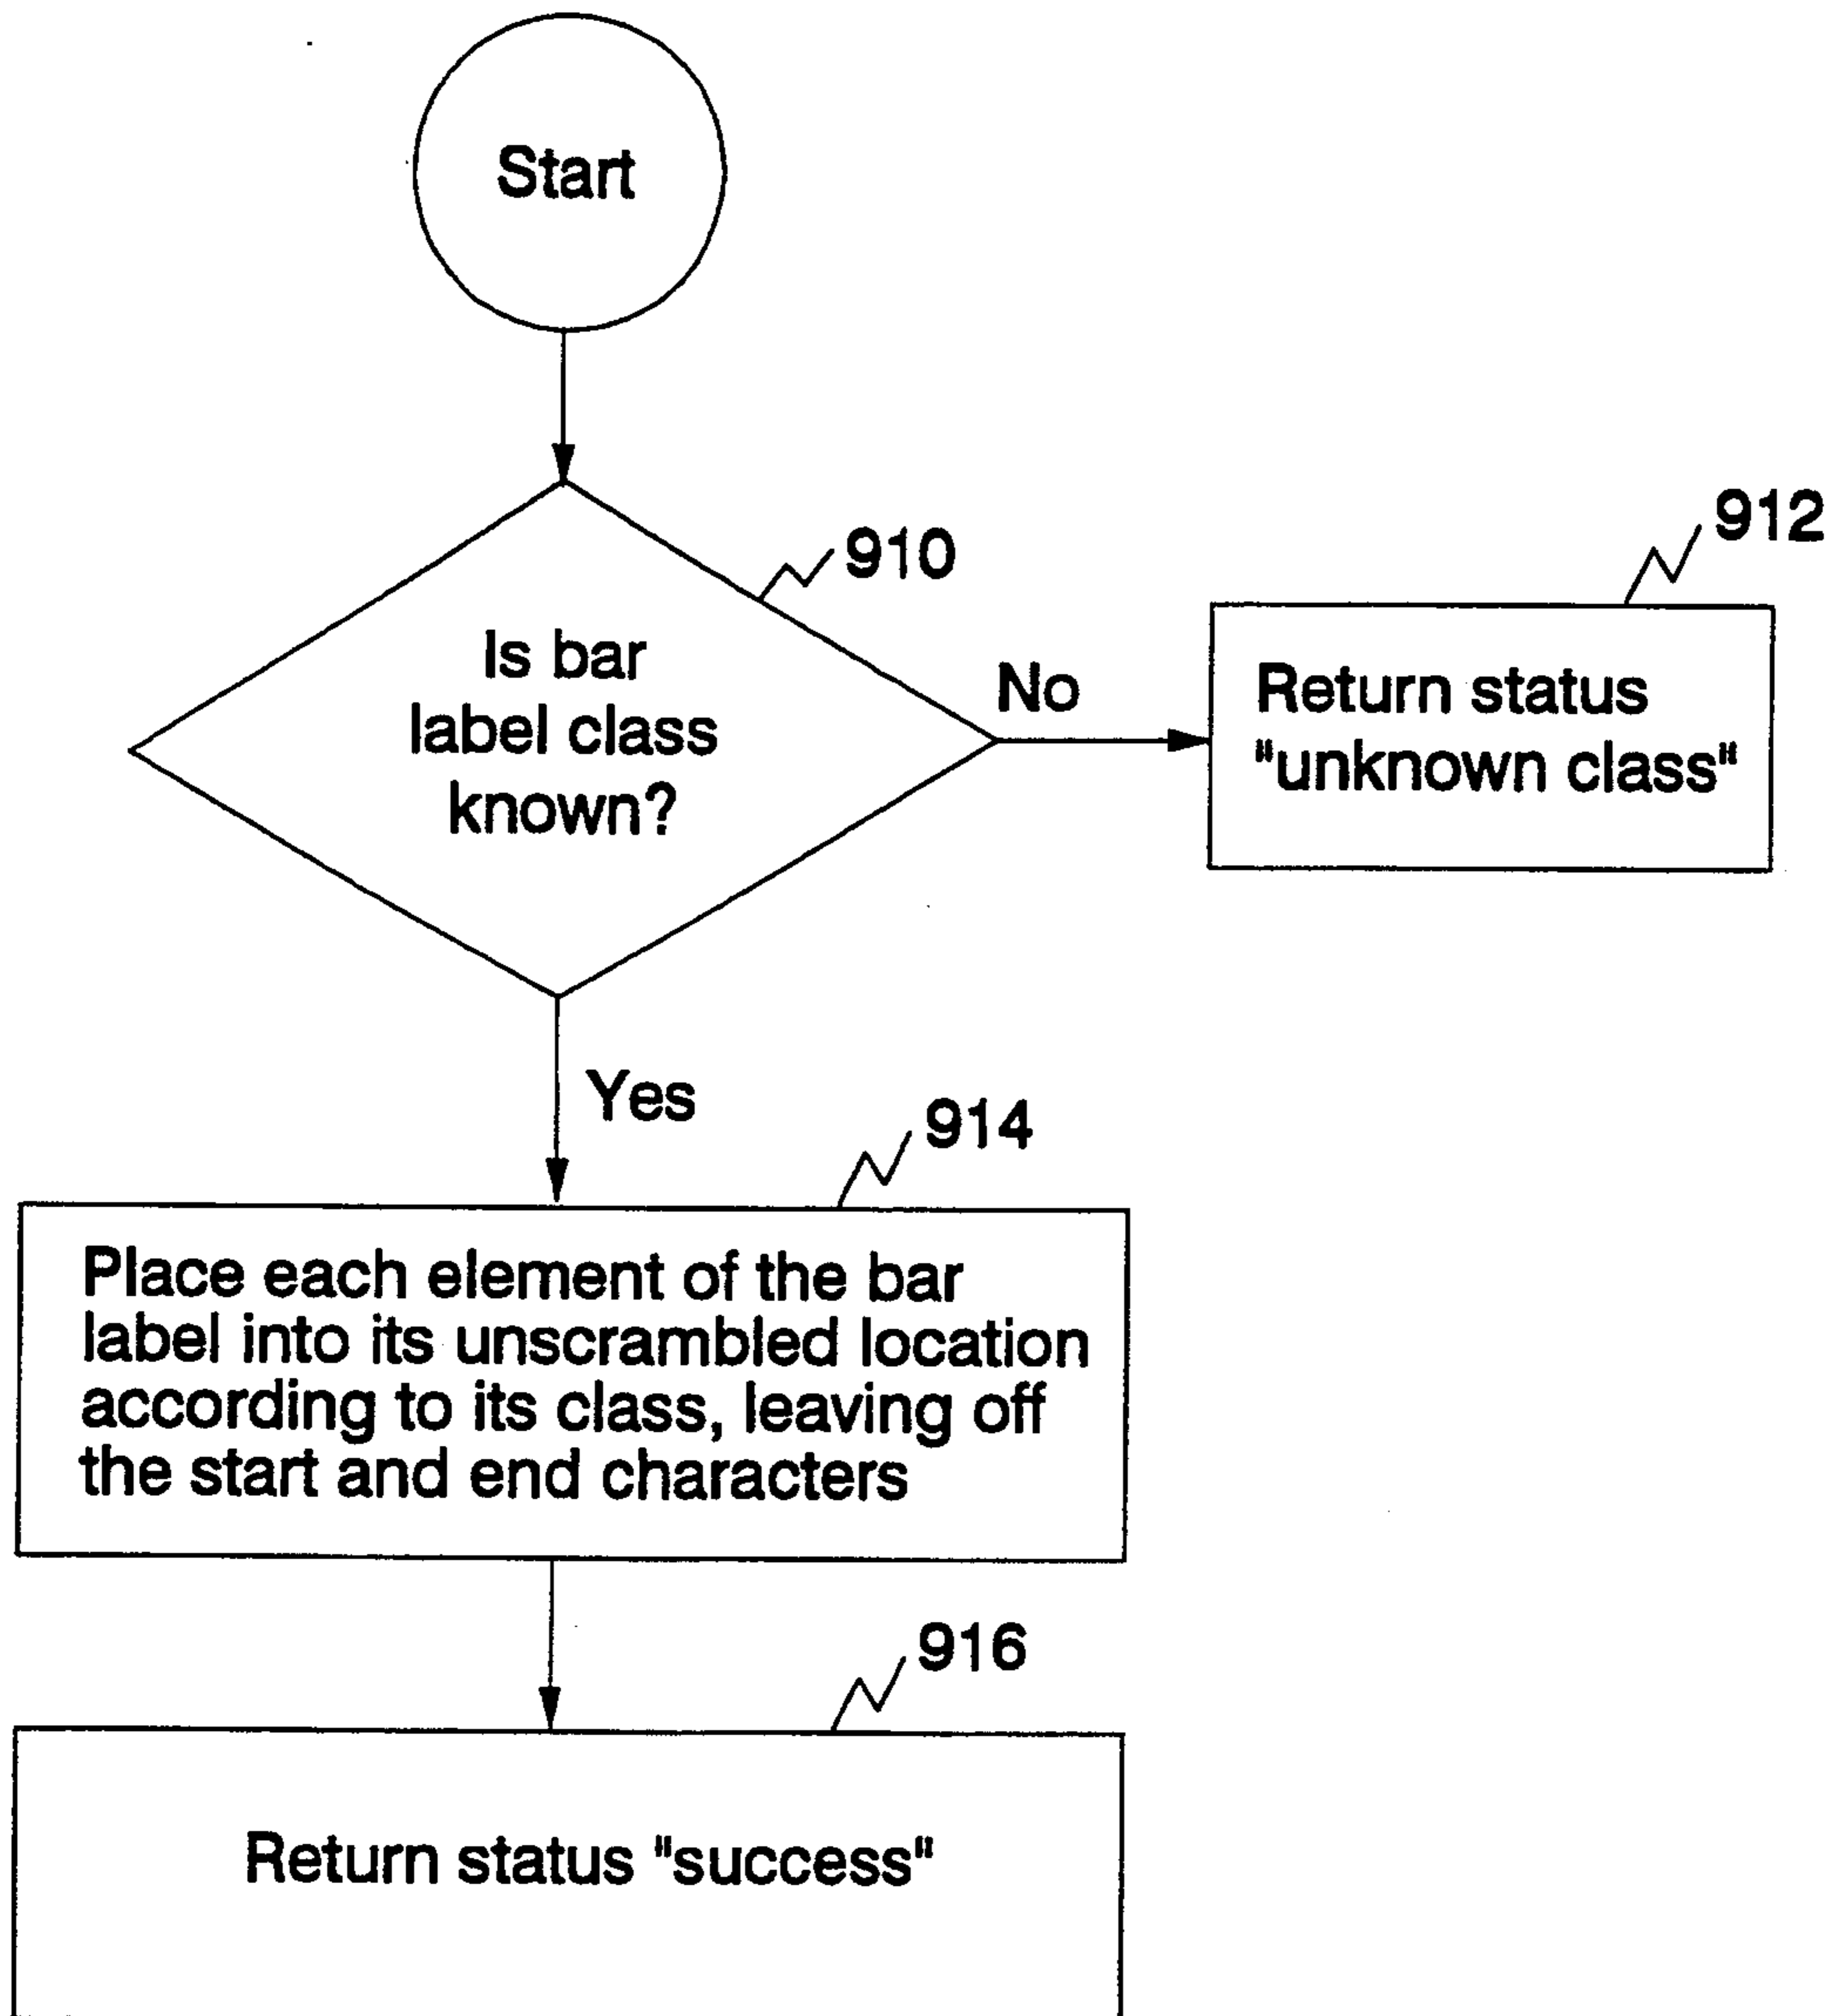 Start
910
Is bar
label class
known?
No
912
Return status
"unknown class"
Yes
914
Place each element of the bar
label into its unscrambled location
according to its class, leaving off
the start and end characters
916
Return status "success"